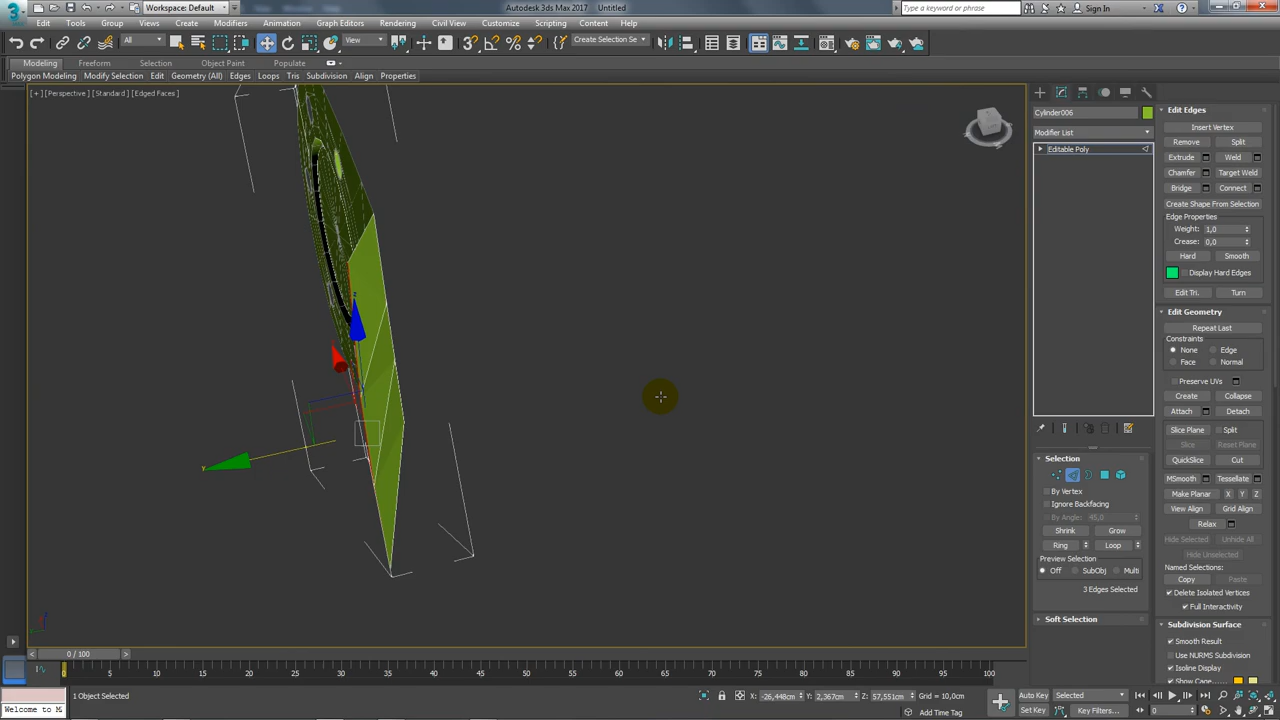 Workspace: Default
Autodesk 3ds Max 2017    Untitled
Type a keyword or phrase
Sign In
Edit Tools Group Views Create Modifiers Animation Graph Editors Rendering Civil View Customize Scripting Content Help
All View Create Selection Se
Modeling Freeform Selection Object Paint Populate
Polygon Modeling Modify Selection Edit Geometry (All) Edges Loops Tris Subdivision Align Properties
[+] [Perspective] [Standard] [Edged Faces]
Cylinder006
Modifier List
Editable Poly
Selection
By Vertex
Ignore Backfacing
By Angle: 45,0
Shrink Grow
Ring Loop
Preview Selection
Off SubObj Multi
3 Edges Selected
Soft Selection
Edit Edges
Insert Vertex
Remove Split
Extrude Weld
Chamfer Target Weld
Bridge Connect
Create Shape From Selection
Edge Properties
Weight: 1,0
Crease: 0,0
Hard Smooth
Display Hard Edges
Edit Tri. Turn
Edit Geometry
Repeat Last
Constraints
None Edge
Face Normal
Preserve UVs
Create Collapse
Attach Detach
Slice Plane Split
Slice Reset Plane
QuickSlice Cut
MSmooth Tessellate
Make Planar X Y Z
View Align Grid Align
Relax
Hide Selected Unhide All
Hide Unselected
Named Selections:
Copy Paste
Delete Isolated Vertices
Full Interactivity
Subdivision Surface
Smooth Result
Use NURMS Subdivision
Isoline Display
Show Cage......
0 / 100
0 5 10 15 20 25 30 35 40 45 50 55 60 65 70 75 80 85 90 95 100
1 Object Selected
X: -26,448cm Y: 2,367cm Z: 57,551cm Grid = 10,0cm
Auto Key Selected
Welcome to M
Add Time Tag
Set Key Key Filters... 0